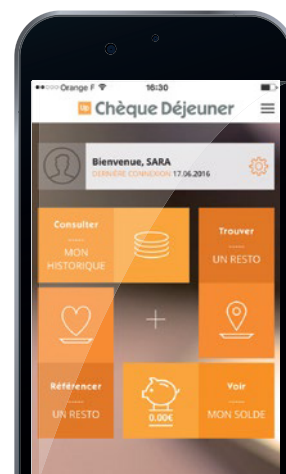 Orange F 16:30
Up Chèque Déjeuner
Bienvenue, SARA
DERNIÈRE CONNEXION 17.06.2016
Consulter
MON
HISTORIQUE
Trouver
UN RESTO
Référencer
UN RESTO
0.00€
Voir
MON SOLDE